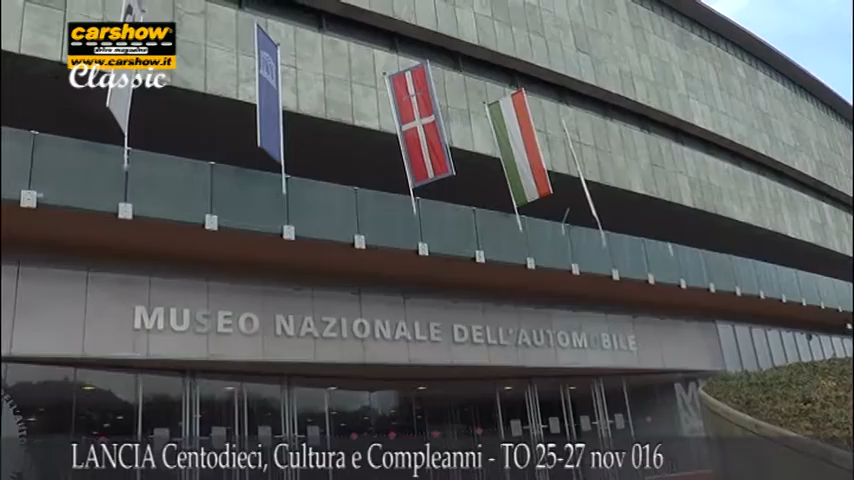 carshow
www.carshow.it
Classic
MUSEO NAZIONALE DELL'AUTOMOBILE
LANCIA Centodieci, Cultura e Compleanni - TO 25-27 nov 016